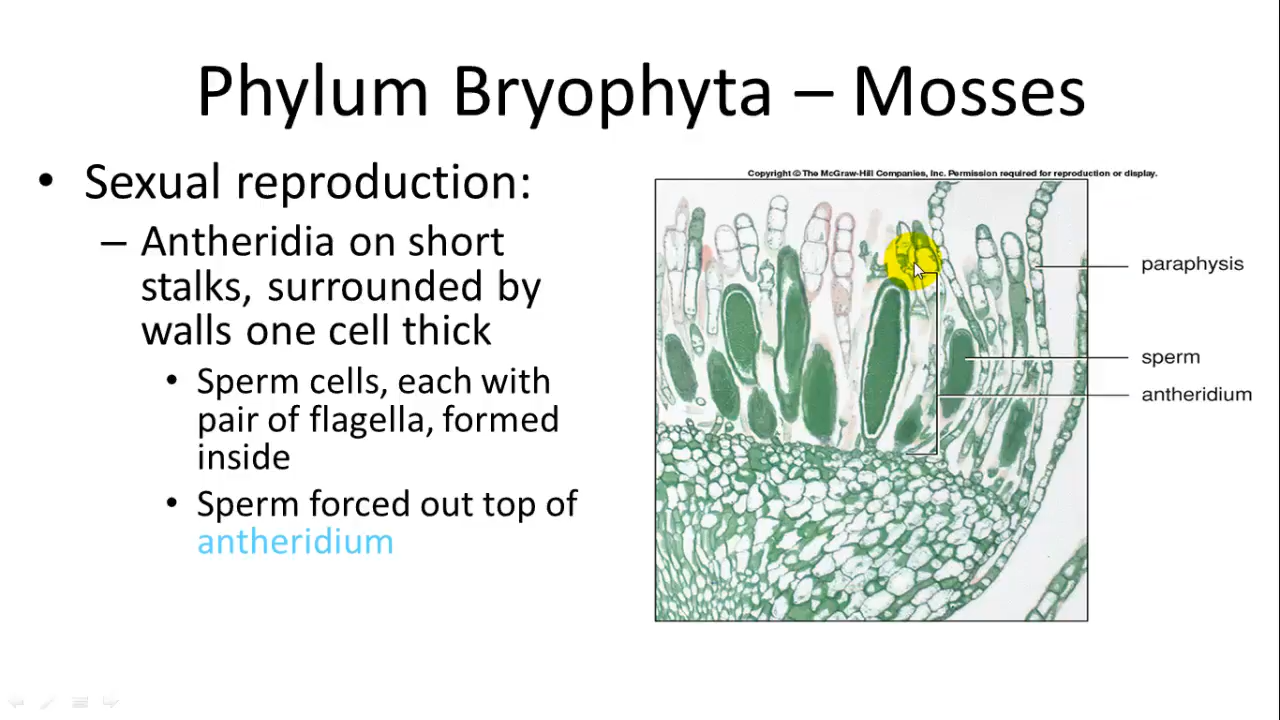 Phylum Bryophyta – Mosses
• Sexual reproduction:
– Antheridia on short
stalks, surrounded by
walls one cell thick
• Sperm cells, each with
pair of flagella, formed
inside
• Sperm forced out top of
antheridium
Copyright © The McGraw-Hill Companies, Inc. Permission required for reproduction or display.
paraphysis
sperm
antheridium